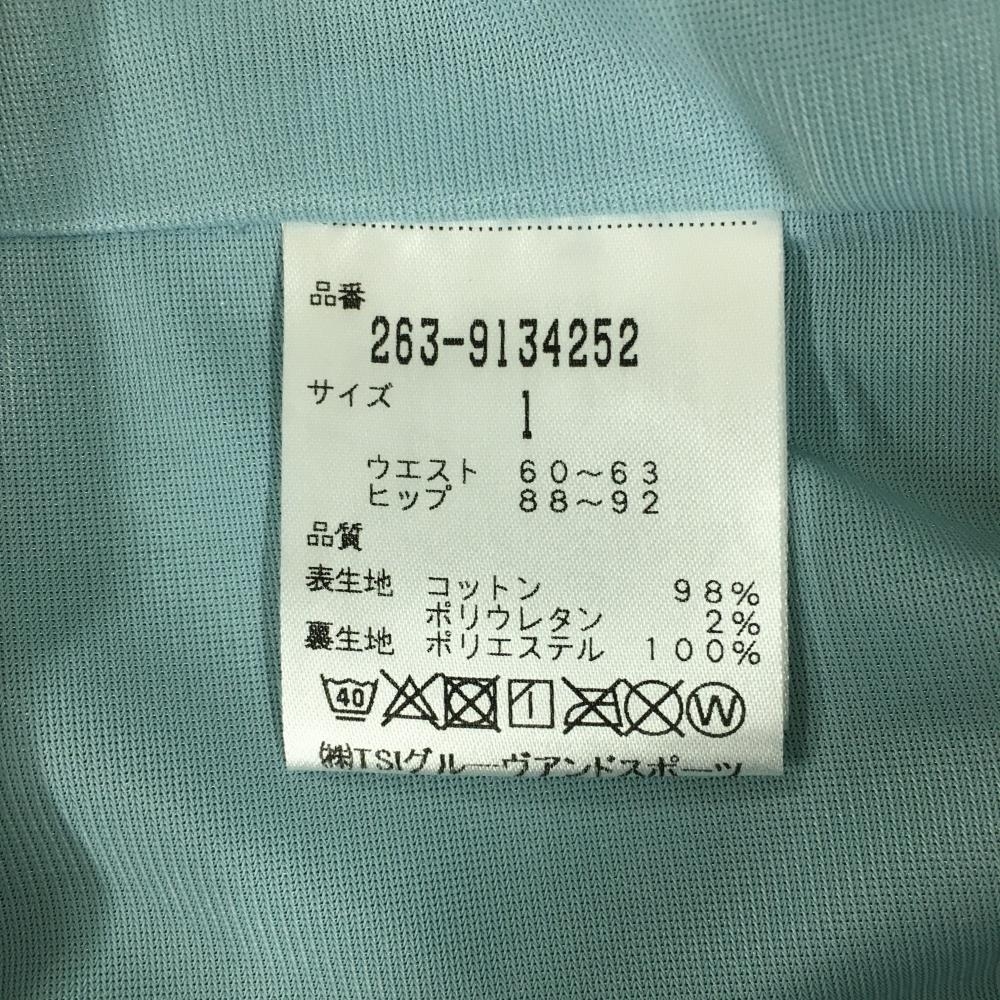 品番
263-9134252
サイズ 1
ウエスト 60～63
ヒップ 88～92
品質
表生地 コットン 98%
ポリウレタン 2%
裏生地 ポリエステル 100%
40 W
㈱TSIグルーヴアンドスポーツ